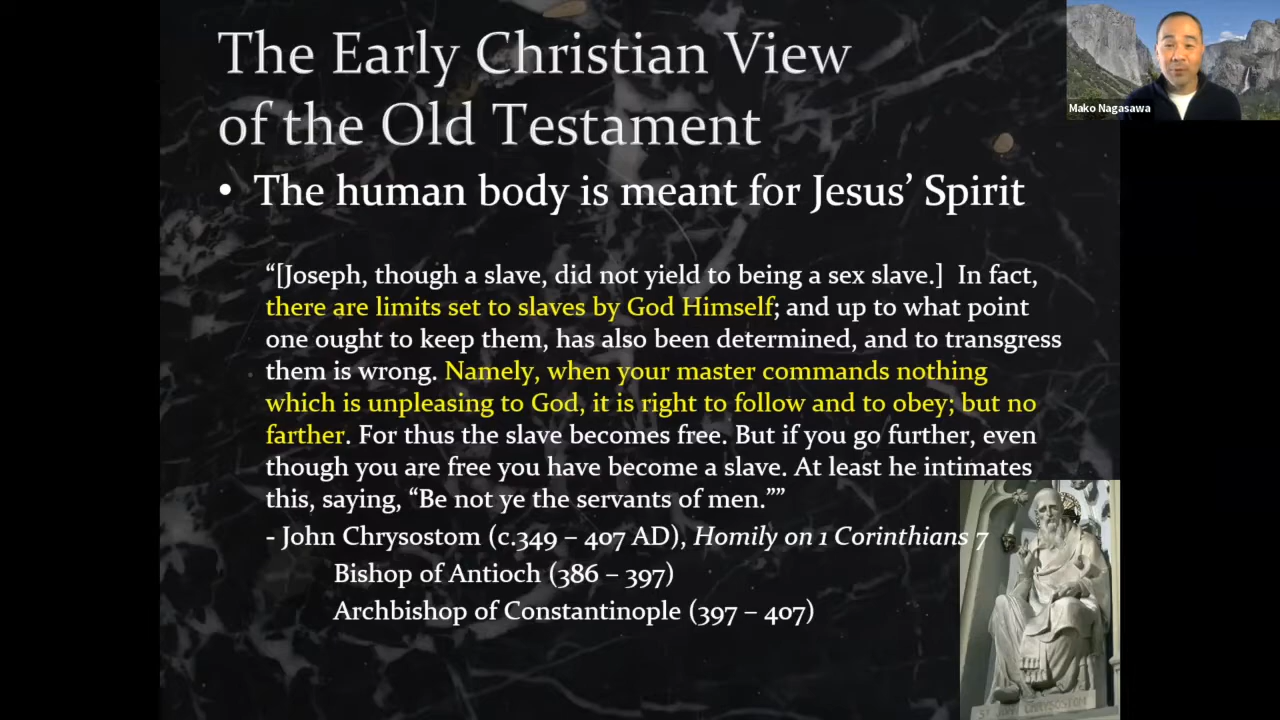 The Early Christian View
of the Old Testament
• The human body is meant for Jesus’ Spirit
“[Joseph, though a slave, did not yield to being a sex slave.]  In fact,
there are limits set to slaves by God Himself; and up to what point
one ought to keep them, has also been determined, and to transgress
them is wrong. Namely, when your master commands nothing
which is unpleasing to God, it is right to follow and to obey; but no
farther. For thus the slave becomes free. But if you go further, even
though you are free you have become a slave. At least he intimates
this, saying, “Be not ye the servants of men.””
- John Chrysostom (c.349 – 407 AD), Homily on 1 Corinthians 7
Bishop of Antioch (386 – 397)
Archbishop of Constantinople (397 – 407)
Mako Nagasawa
ST JOHN CHRYSOSTOM